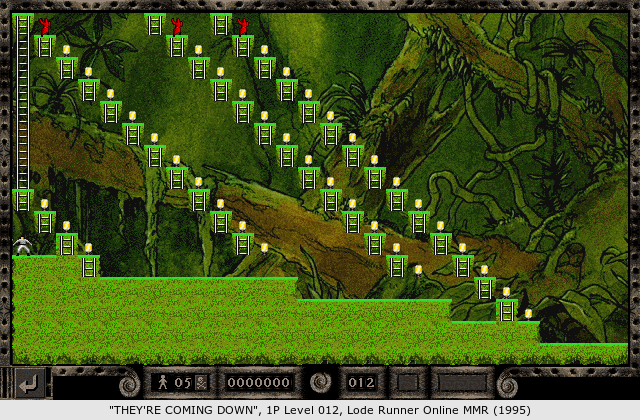 05 0000000 012
"THEY'RE COMING DOWN", 1P Level 012, Lode Runner Online MMR (1995)